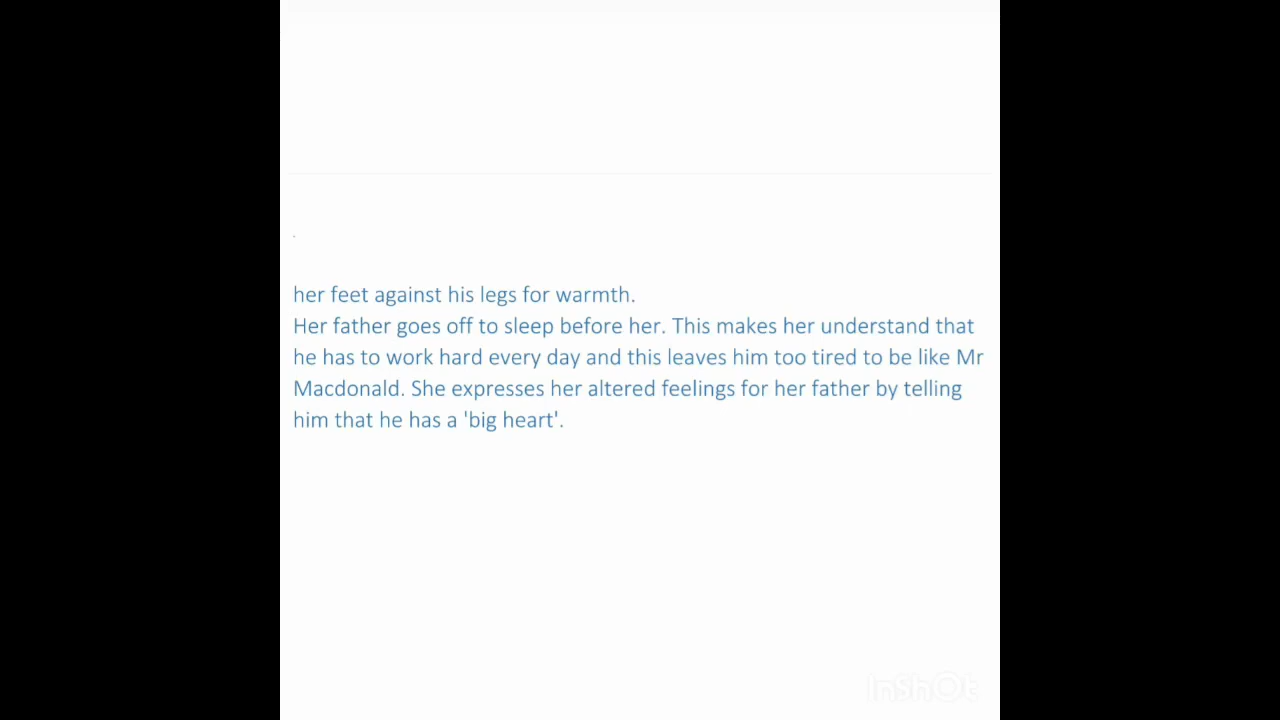 her feet against his legs for warmth.
Her father goes off to sleep before her. This makes her understand that
he has to work hard every day and this leaves him too tired to be like Mr
Macdonald. She expresses her altered feelings for her father by telling
him that he has a 'big heart'.
InShOt